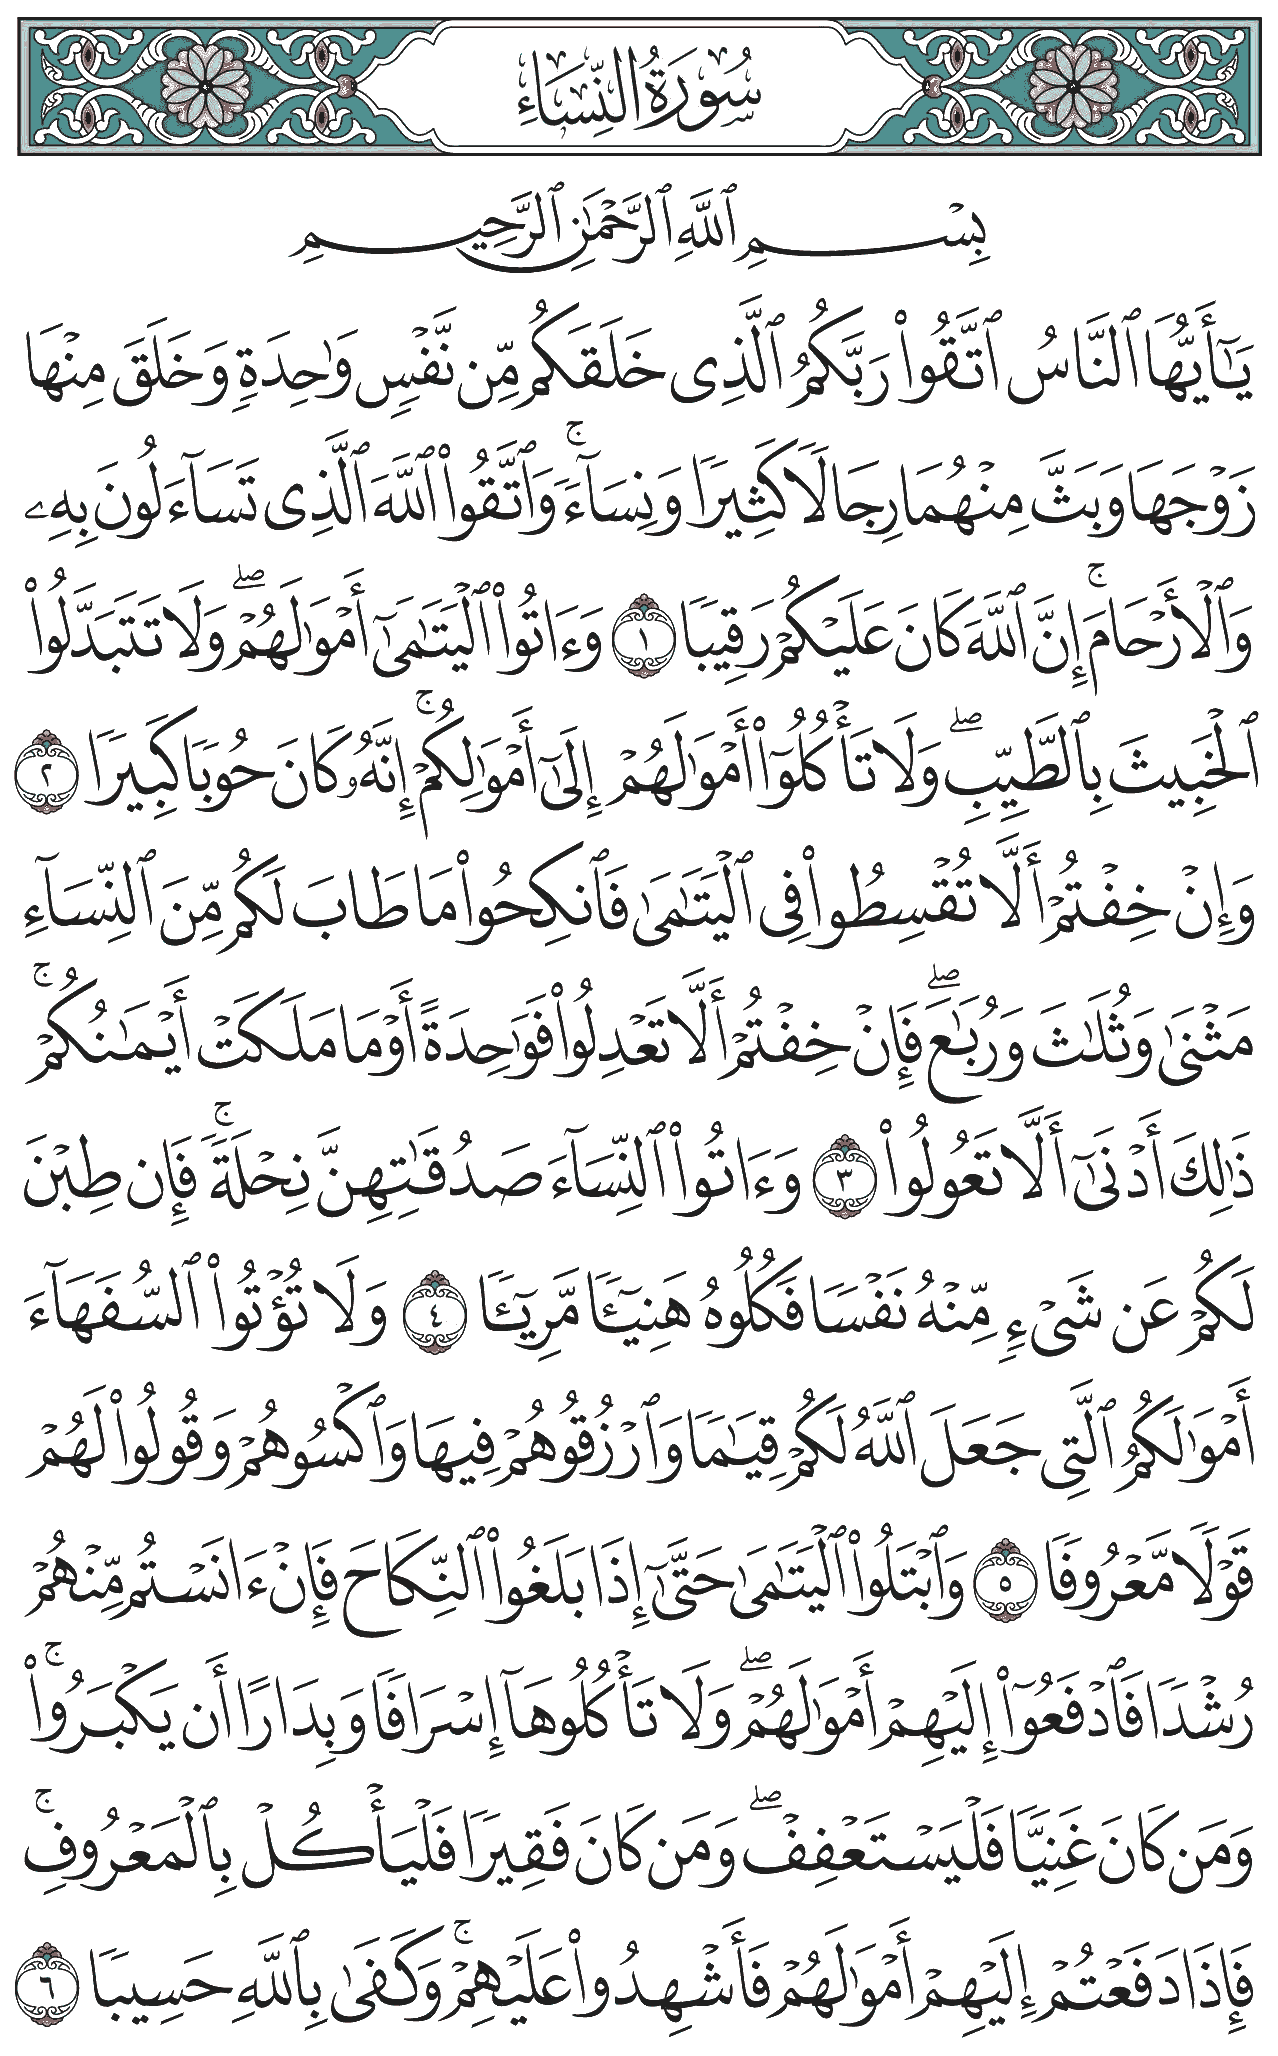 سُورَةُ النِّسَاءِ
بِسْمِ ٱللَّهِ ٱلرَّحْمَٰنِ ٱلرَّحِيمِ
يَٰٓأَيُّهَا ٱلنَّاسُ ٱتَّقُوا۟ رَبَّكُمُ ٱلَّذِى خَلَقَكُم مِّن نَّفْسٍ وَٰحِدَةٍ وَخَلَقَ مِنْهَا
زَوْجَهَا وَبَثَّ مِنْهُمَا رِجَالًا كَثِيرًا وَنِسَآءً ۚ وَٱتَّقُوا۟ ٱللَّهَ ٱلَّذِى تَسَآءَلُونَ بِهِۦ
وَٱلْأَرْحَامَ ۚ إِنَّ ٱللَّهَ كَانَ عَلَيْكُمْ رَقِيبًا ١ وَءَاتُوا۟ ٱلْيَتَٰمَىٰٓ أَمْوَٰلَهُمْ ۖ وَلَا تَتَبَدَّلُوا۟
ٱلْخَبِيثَ بِٱلطَّيِّبِ ۖ وَلَا تَأْكُلُوٓا۟ أَمْوَٰلَهُمْ إِلَىٰٓ أَمْوَٰلِكُمْ ۚ إِنَّهُۥ كَانَ حُوبًا كَبِيرًا ٢
وَإِنْ خِفْتُمْ أَلَّا تُقْسِطُوا۟ فِى ٱلْيَتَٰمَىٰ فَٱنكِحُوا۟ مَا طَابَ لَكُم مِّنَ ٱلنِّسَآءِ
مَثْنَىٰ وَثُلَٰثَ وَرُبَٰعَ ۖ فَإِنْ خِفْتُمْ أَلَّا تَعْدِلُوا۟ فَوَٰحِدَةً أَوْ مَا مَلَكَتْ أَيْمَٰنُكُمْ ۚ
ذَٰلِكَ أَدْنَىٰٓ أَلَّا تَعُولُوا۟ ٣ وَءَاتُوا۟ ٱلنِّسَآءَ صَدُقَٰتِهِنَّ نِحْلَةً ۚ فَإِن طِبْنَ
لَكُمْ عَن شَىْءٍ مِّنْهُ نَفْسًا فَكُلُوهُ هَنِيٓـًٔا مَّرِيٓـًٔا ٤ وَلَا تُؤْتُوا۟ ٱلسُّفَهَآءَ
أَمْوَٰلَكُمُ ٱلَّتِى جَعَلَ ٱللَّهُ لَكُمْ قِيَٰمًا وَٱرْزُقُوهُمْ فِيهَا وَٱكْسُوهُمْ وَقُولُوا۟ لَهُمْ
قَوْلًا مَّعْرُوفًا ٥ وَٱبْتَلُوا۟ ٱلْيَتَٰمَىٰ حَتَّىٰٓ إِذَا بَلَغُوا۟ ٱلنِّكَاحَ فَإِنْ ءَانَسْتُم مِّنْهُمْ
رُشْدًا فَٱدْفَعُوٓا۟ إِلَيْهِمْ أَمْوَٰلَهُمْ ۖ وَلَا تَأْكُلُوهَآ إِسْرَافًا وَبِدَارًا أَن يَكْبَرُوا۟ ۚ
وَمَن كَانَ غَنِيًّا فَلْيَسْتَعْفِفْ ۖ وَمَن كَانَ فَقِيرًا فَلْيَأْكُلْ بِٱلْمَعْرُوفِ ۚ
فَإِذَا دَفَعْتُمْ إِلَيْهِمْ أَمْوَٰلَهُمْ فَأَشْهِدُوا۟ عَلَيْهِمْ ۚ وَكَفَىٰ بِٱللَّهِ حَسِيبًا ٦